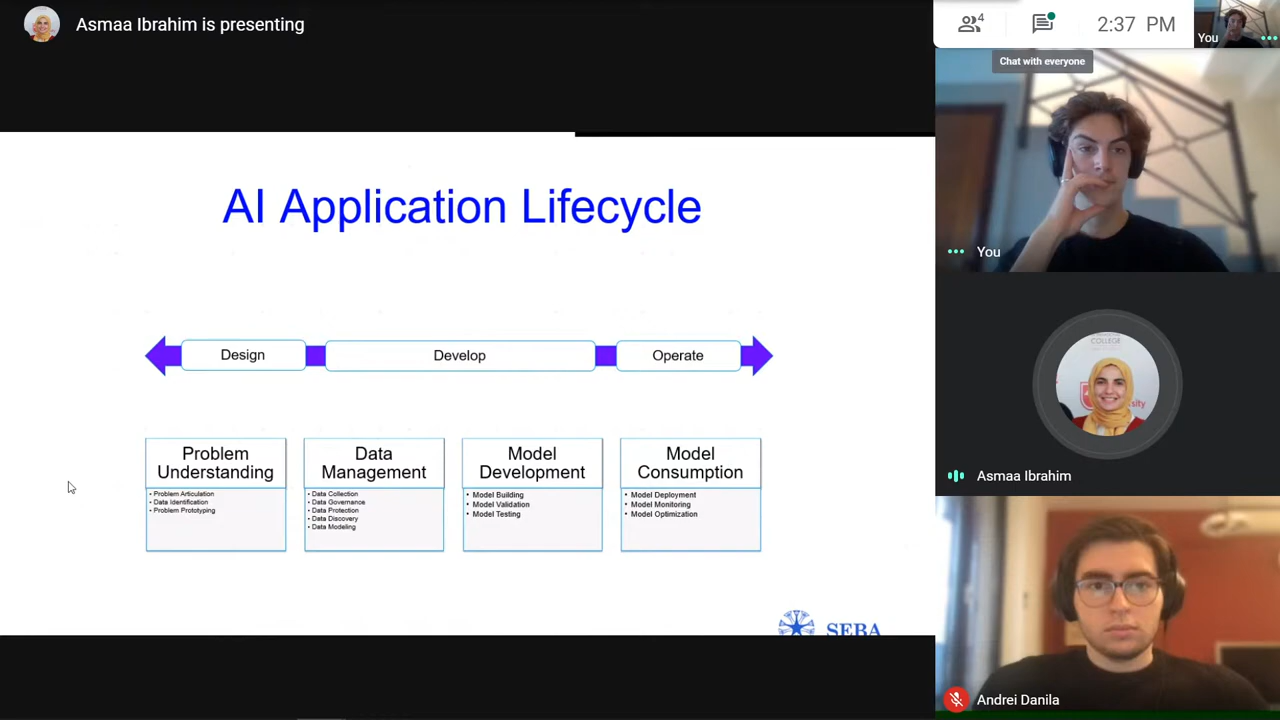 Asmaa Ibrahim is presenting
4
2:37 PM
You
Chat with everyone
AI Application Lifecycle
Design
Develop
Operate
Problem
Understanding
• Problem Articulation
• Data Identification
• Problem Prototyping
Data
Management
• Data Collection
• Data Governance
• Data Protection
• Data Discovery
• Data Modeling
Model
Development
• Model Building
• Model Validation
• Model Testing
Model
Consumption
• Model Deployment
• Model Monitoring
• Model Optimization
SEBA
You
COLLEGE
Asmaa Ibrahim
Andrei Danila